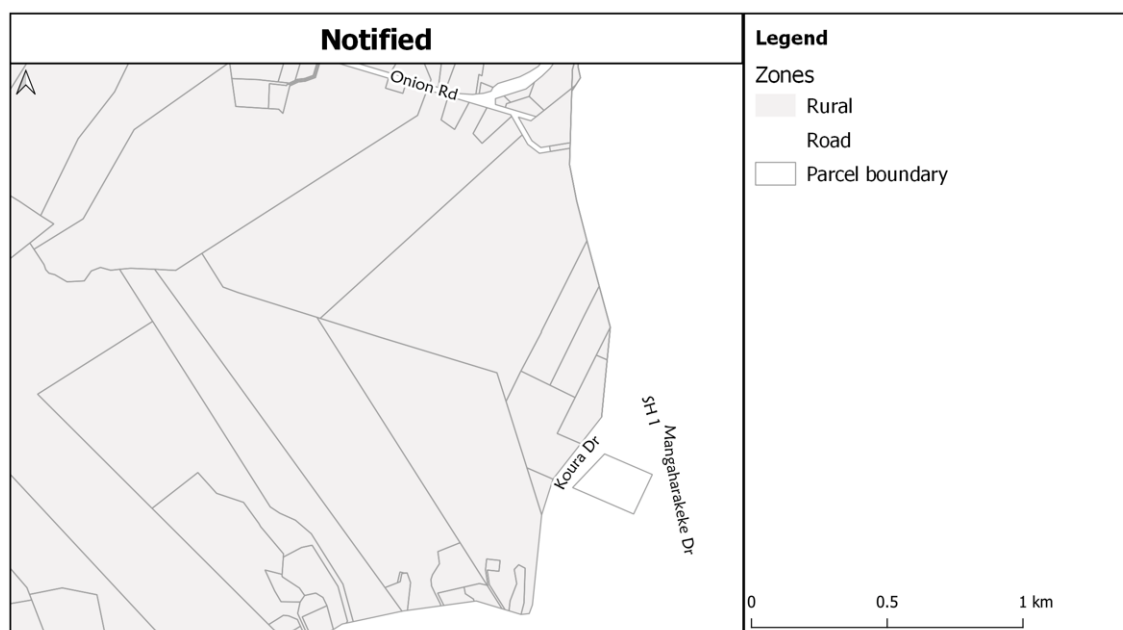 Notified
Onion Rd
SH 1
Mangaharakeke Dr
Koura Dr
Legend
Zones
Rural
Road
Parcel boundary
0 0.5 1 km